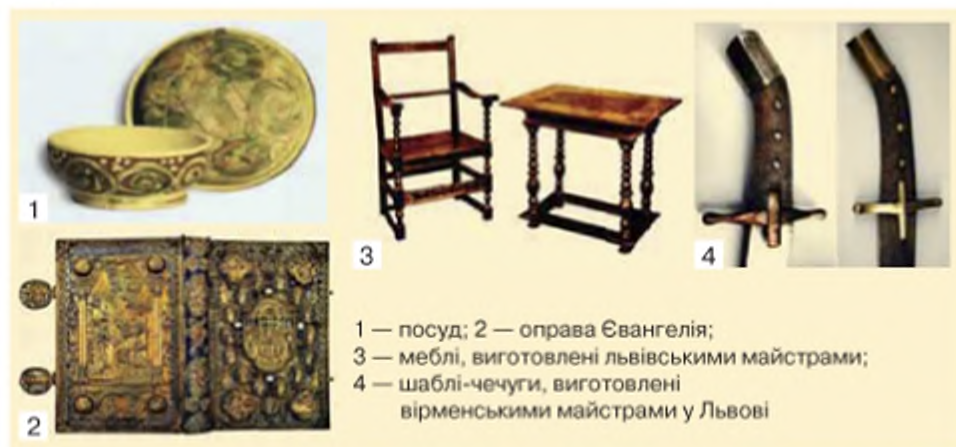 1
2
3
4
1 — посуд; 2 — оправа Євангелія;
3 — меблі, виготовлені львівськими майстрами;
4 — шаблі-чечуги, виготовлені
вірменськими майстрами у Львові